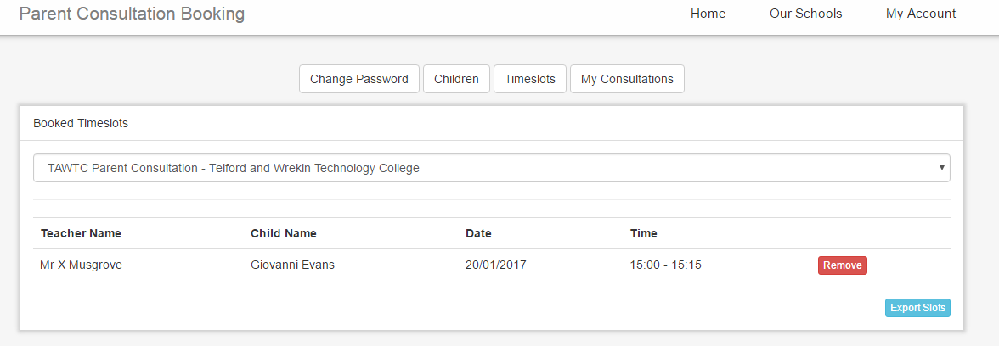 Parent Consultation Booking Home Our Schools My Account
Change Password Children Timeslots My Consultations
Booked Timeslots
TAWTC Parent Consultation - Telford and Wrekin Technology College
Teacher Name Child Name Date Time
Mr X Musgrove Giovanni Evans 20/01/2017 15:00 - 15:15 Remove
Export Slots